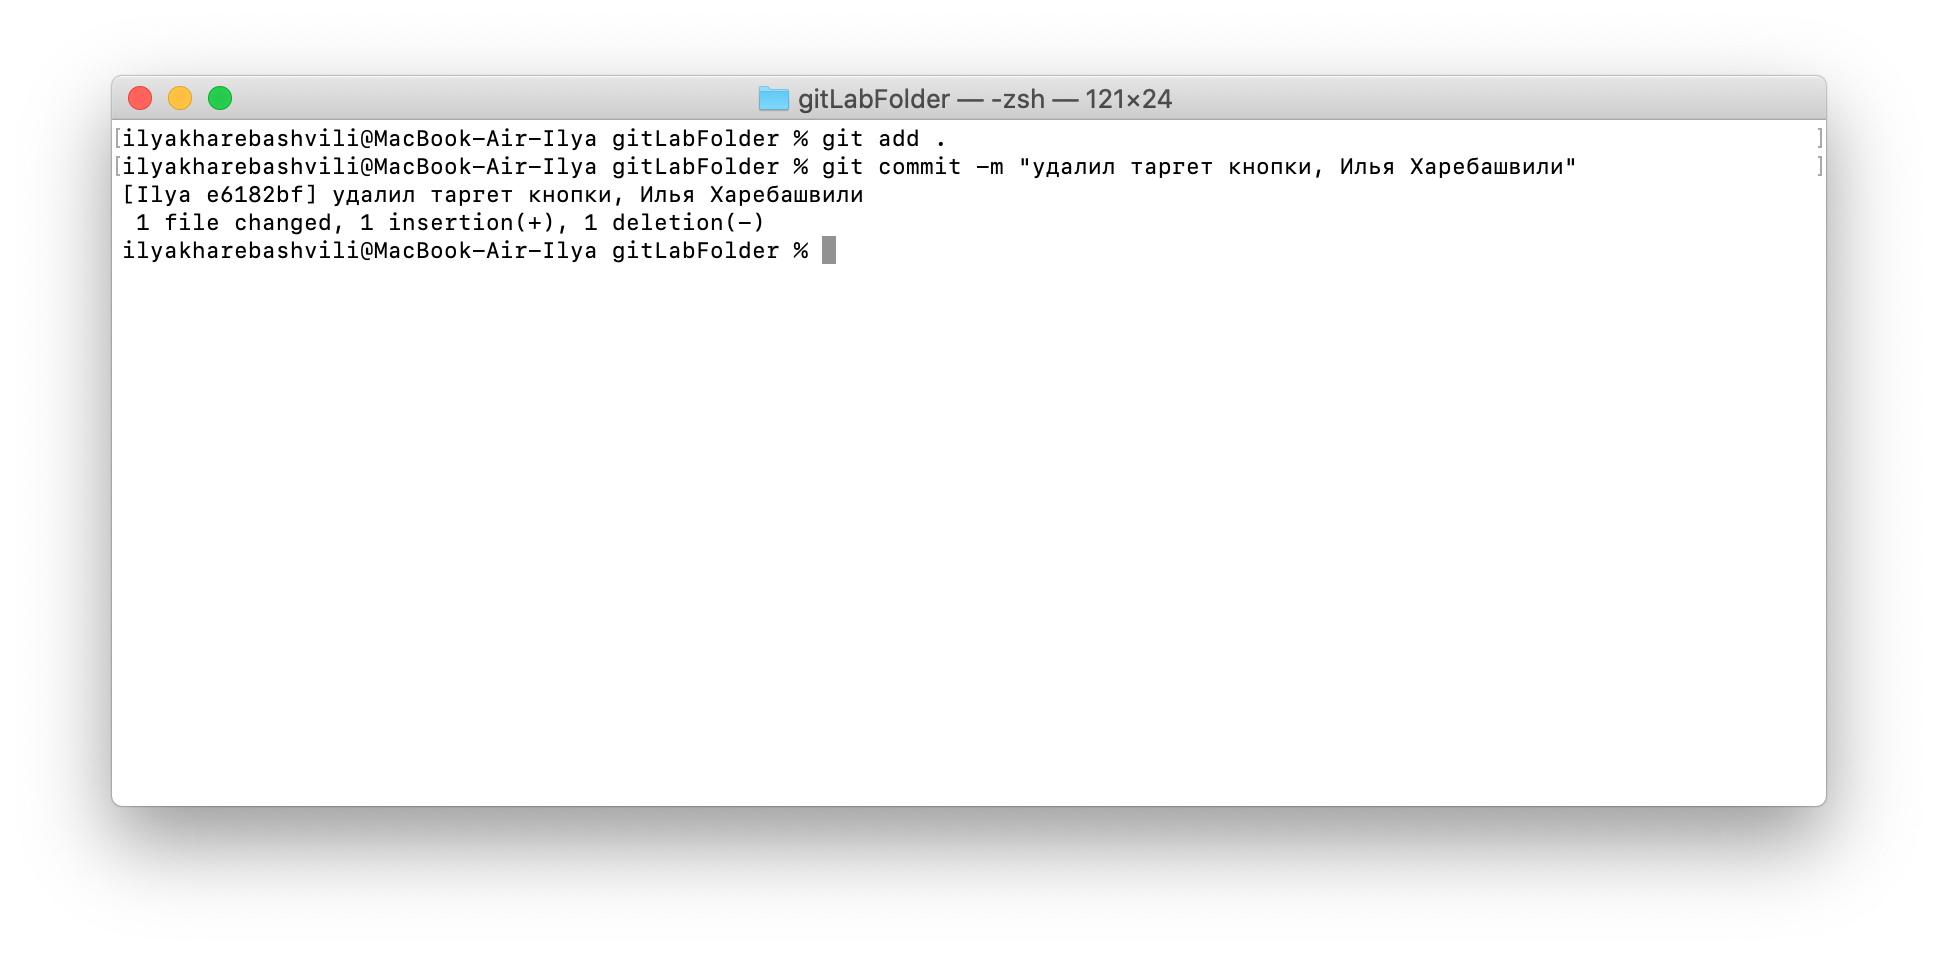 gitLabFolder — -zsh — 121×24
[ilyakharebashvili@MacBook-Air-Ilya gitLabFolder % git add . ]
[ilyakharebashvili@MacBook-Air-Ilya gitLabFolder % git commit -m "удалил таргет кнопки, Илья Харебашвили" ]
[Ilya e6182bf] удалил таргет кнопки, Илья Харебашвили
 1 file changed, 1 insertion(+), 1 deletion(-)
ilyakharebashvili@MacBook-Air-Ilya gitLabFolder %